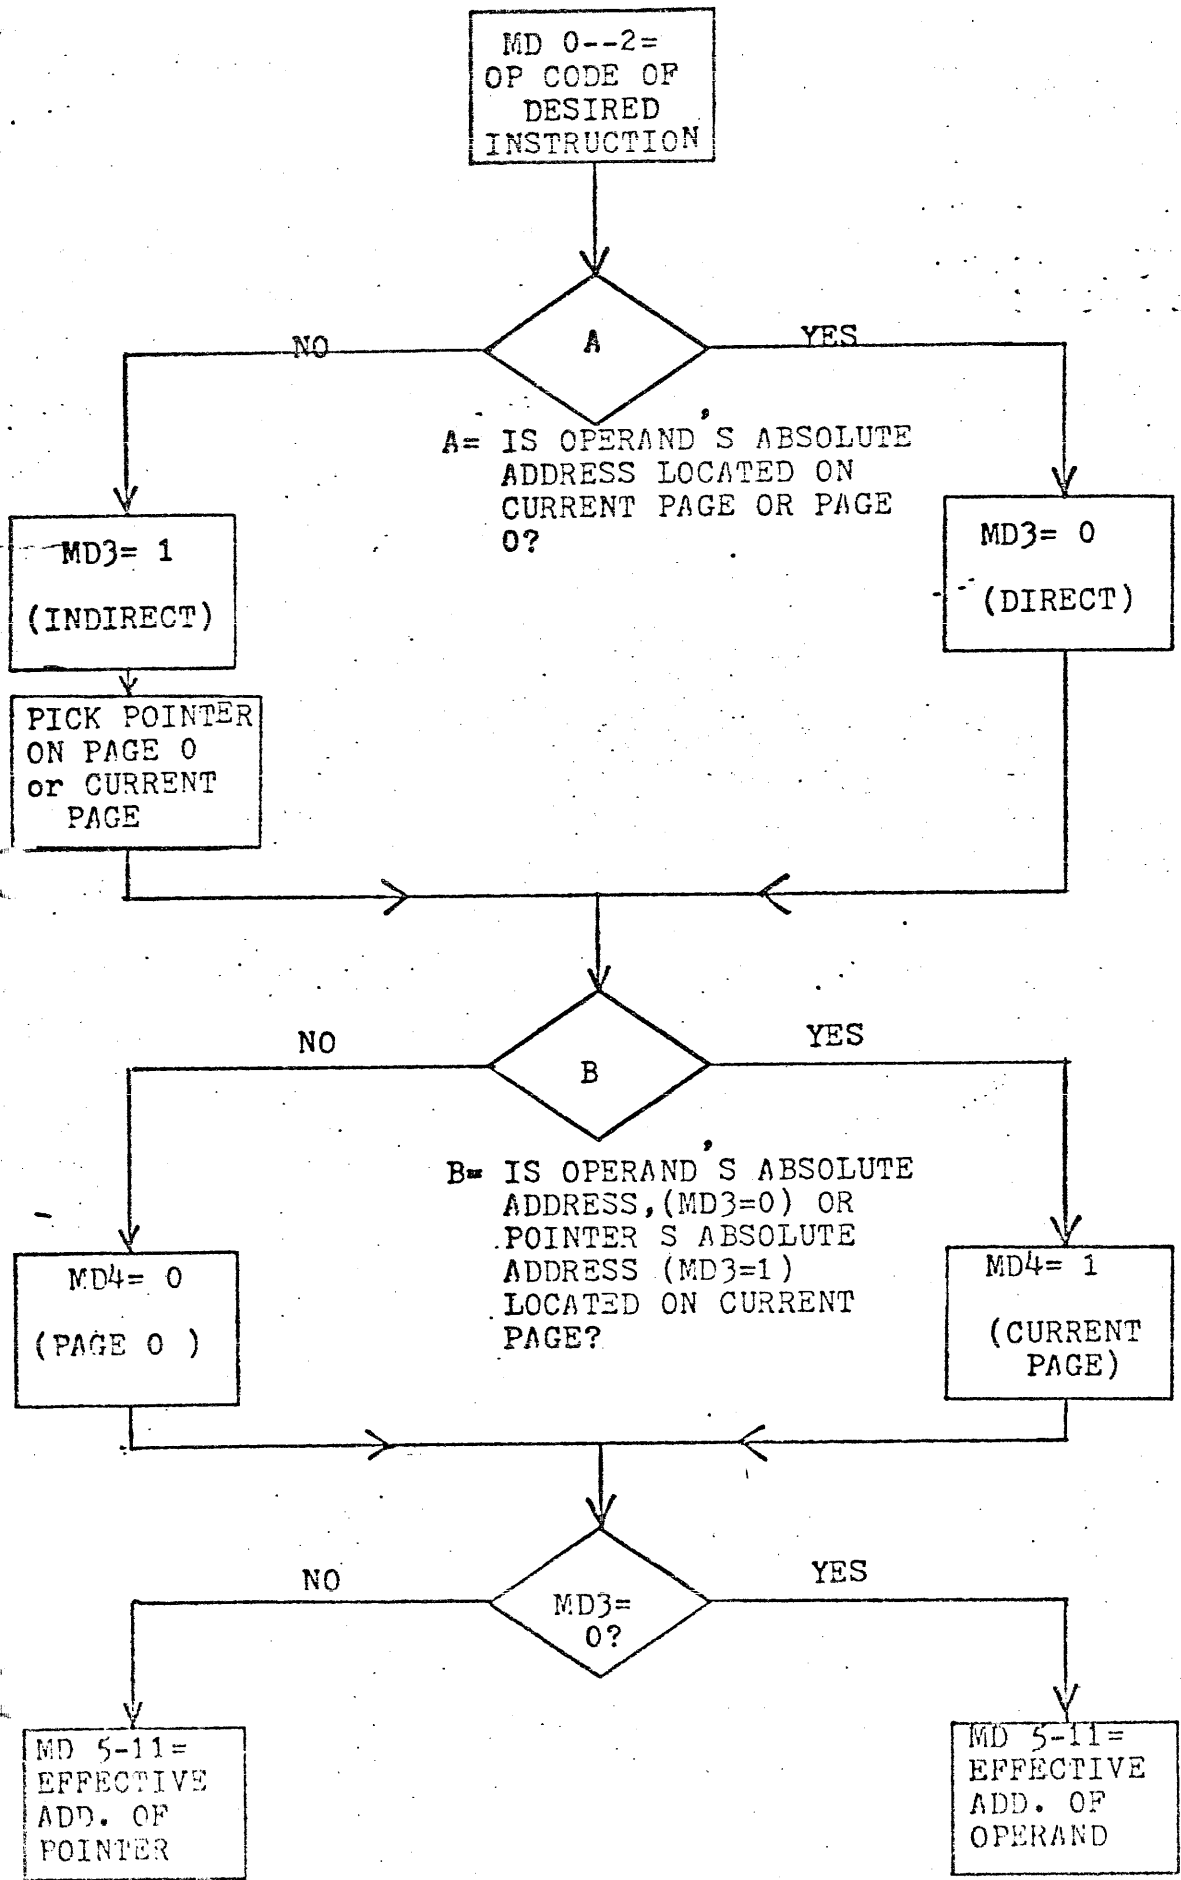 MD 0--2=
OP CODE OF
DESIRED
INSTRUCTION
NO
A
YES
A= IS OPERAND'S ABSOLUTE
ADDRESS LOCATED ON
CURRENT PAGE OR PAGE
0?
MD3= 1
(INDIRECT)
MD3= 0
(DIRECT)
PICK POINTER
ON PAGE 0
or CURRENT
PAGE
NO
B
YES
B= IS OPERAND'S ABSOLUTE
ADDRESS,(MD3=0) OR
POINTER S ABSOLUTE
ADDRESS (MD3=1)
LOCATED ON CURRENT
PAGE?
MD4= 0
(PAGE 0 )
MD4= 1
(CURRENT
PAGE)
NO
MD3=
0?
YES
MD 5-11=
EFFECTIVE
ADD. OF
POINTER
MD 5-11=
EFFECTIVE
ADD. OF
OPERAND